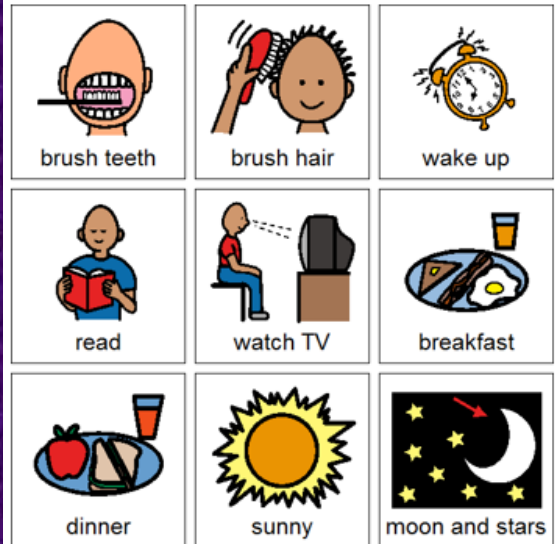 brush teeth
brush hair
wake up
read
watch TV
breakfast
dinner
sunny
moon and stars